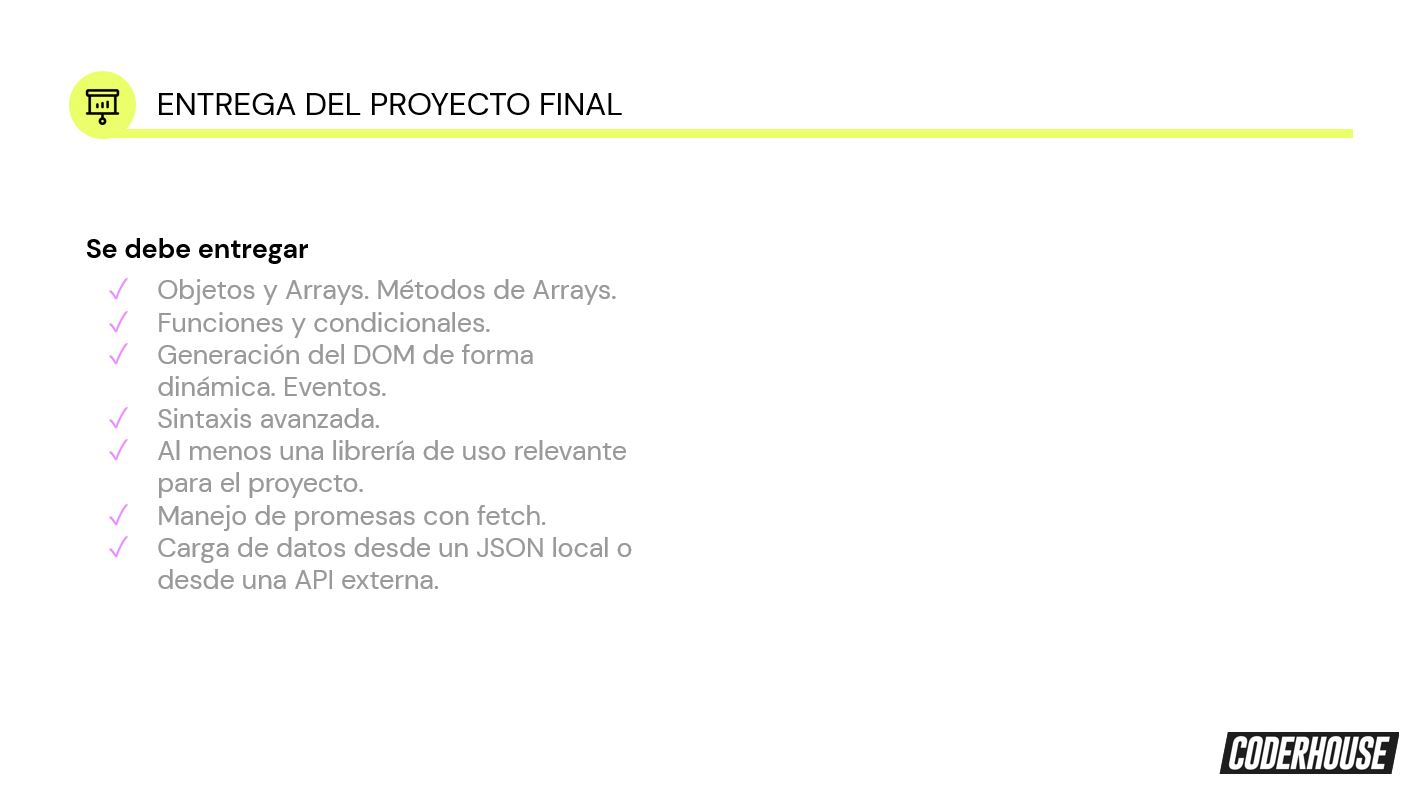 ENTREGA DEL PROYECTO FINAL
Se debe entregar
✓ Objetos y Arrays. Métodos de Arrays.
✓ Funciones y condicionales.
✓ Generación del DOM de forma
dinámica. Eventos.
✓ Sintaxis avanzada.
✓ Al menos una librería de uso relevante
para el proyecto.
✓ Manejo de promesas con fetch.
✓ Carga de datos desde un JSON local o
desde una API externa.
CODERHOUSE